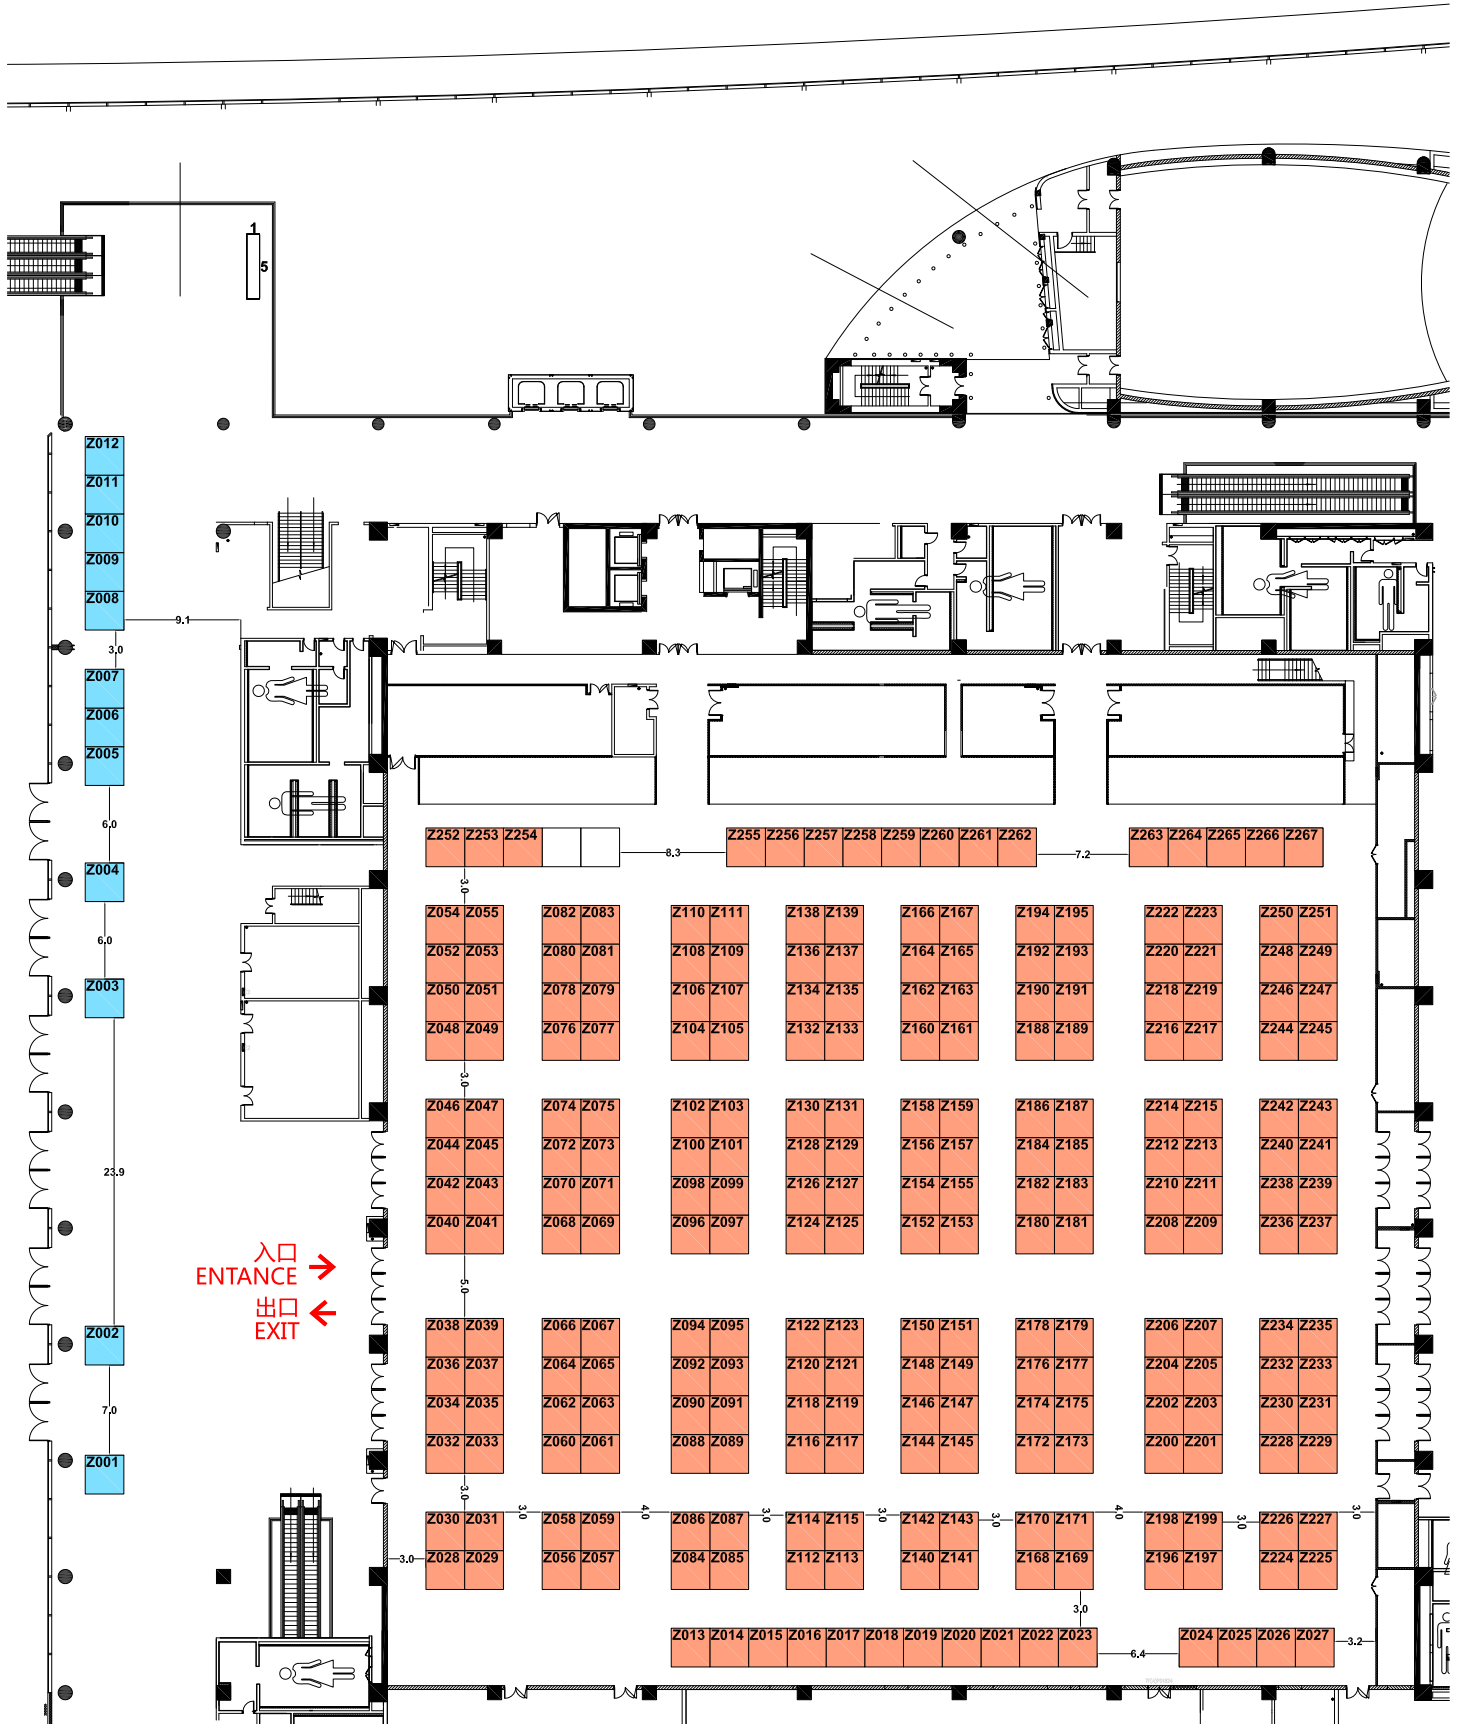 1
5
Z012
Z011
Z010
Z009
Z008
9.1
3.0
Z007
Z006
Z005
6.0
Z004
6.0
Z003
23.9
入口
ENTANCE
出口
EXIT
Z002
7.0
Z001
Z252 Z253 Z254
8.3
Z255 Z256 Z257 Z258 Z259 Z260 Z261 Z262
7.2
Z263 Z264 Z265 Z266 Z267
3.0
Z054 Z055 Z082 Z083 Z110 Z111 Z138 Z139 Z166 Z167 Z194 Z195 Z222 Z223 Z250 Z251
Z052 Z053 Z080 Z081 Z108 Z109 Z136 Z137 Z164 Z165 Z192 Z193 Z220 Z221 Z248 Z249
Z050 Z051 Z078 Z079 Z106 Z107 Z134 Z135 Z162 Z163 Z190 Z191 Z218 Z219 Z246 Z247
Z048 Z049 Z076 Z077 Z104 Z105 Z132 Z133 Z160 Z161 Z188 Z189 Z216 Z217 Z244 Z245
3.0
Z046 Z047 Z074 Z075 Z102 Z103 Z130 Z131 Z158 Z159 Z186 Z187 Z214 Z215 Z242 Z243
Z044 Z045 Z072 Z073 Z100 Z101 Z128 Z129 Z156 Z157 Z184 Z185 Z212 Z213 Z240 Z241
Z042 Z043 Z070 Z071 Z098 Z099 Z126 Z127 Z154 Z155 Z182 Z183 Z210 Z211 Z238 Z239
Z040 Z041 Z068 Z069 Z096 Z097 Z124 Z125 Z152 Z153 Z180 Z181 Z208 Z209 Z236 Z237
5.0
Z038 Z039 Z066 Z067 Z094 Z095 Z122 Z123 Z150 Z151 Z178 Z179 Z206 Z207 Z234 Z235
Z036 Z037 Z064 Z065 Z092 Z093 Z120 Z121 Z148 Z149 Z176 Z177 Z204 Z205 Z232 Z233
Z034 Z035 Z062 Z063 Z090 Z091 Z118 Z119 Z146 Z147 Z174 Z175 Z202 Z203 Z230 Z231
Z032 Z033 Z060 Z061 Z088 Z089 Z116 Z117 Z144 Z145 Z172 Z173 Z200 Z201 Z228 Z229
3.0
3.0 4.0 3.0 3.0 3.0 4.0 3.0 3.0
Z030 Z031 Z058 Z059 Z086 Z087 Z114 Z115 Z142 Z143 Z170 Z171 Z198 Z199 Z226 Z227
3.0
Z028 Z029 Z056 Z057 Z084 Z085 Z112 Z113 Z140 Z141 Z168 Z169 Z196 Z197 Z224 Z225
3.0
Z013 Z014 Z015 Z016 Z017 Z018 Z019 Z020 Z021 Z022 Z023
6.4
Z024 Z025 Z026 Z027
3.2